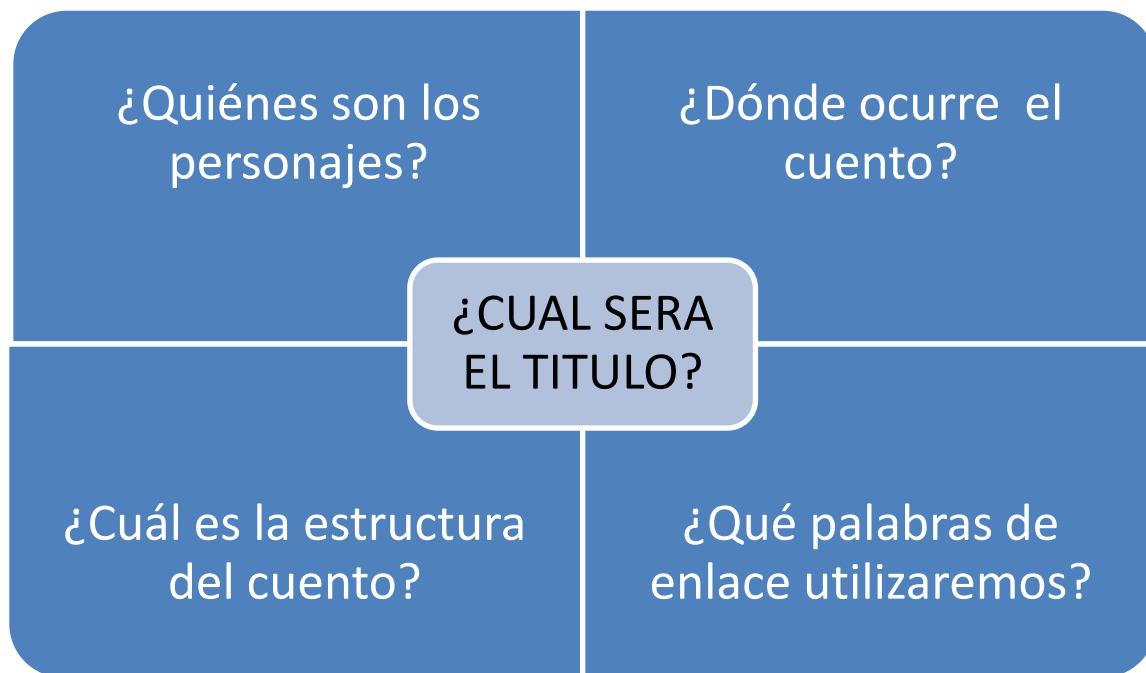 ¿Quiénes son los
personajes?
¿Dónde ocurre  el
cuento?
¿CUAL SERA
EL TITULO?
¿Cuál es la estructura
del cuento?
¿Qué palabras de
enlace utilizaremos?